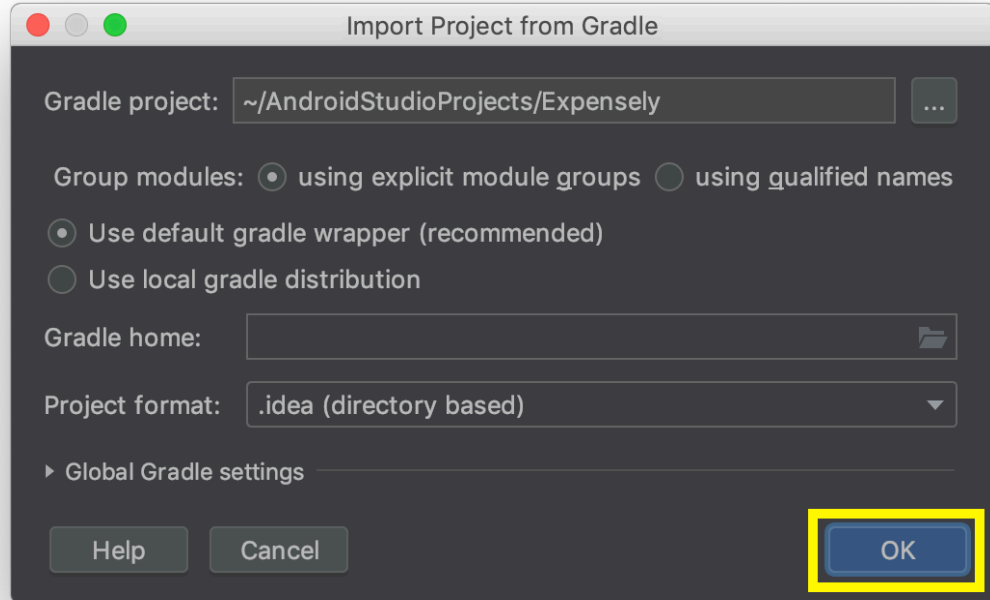 Import Project from Gradle
Gradle project: ~/AndroidStudioProjects/Expensely ...
Group modules: using explicit module groups using qualified names
Use default gradle wrapper (recommended)
Use local gradle distribution
Gradle home:
Project format: .idea (directory based)
Global Gradle settings
Help Cancel OK